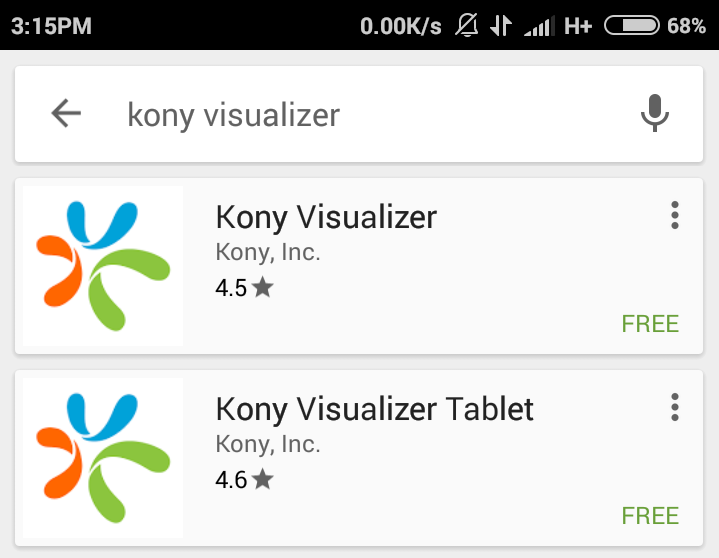 3:15PM 0.00K/s H+ 68%
kony visualizer
Kony Visualizer
Kony, Inc.
4.5
FREE
Kony Visualizer Tablet
Kony, Inc.
4.6
FREE